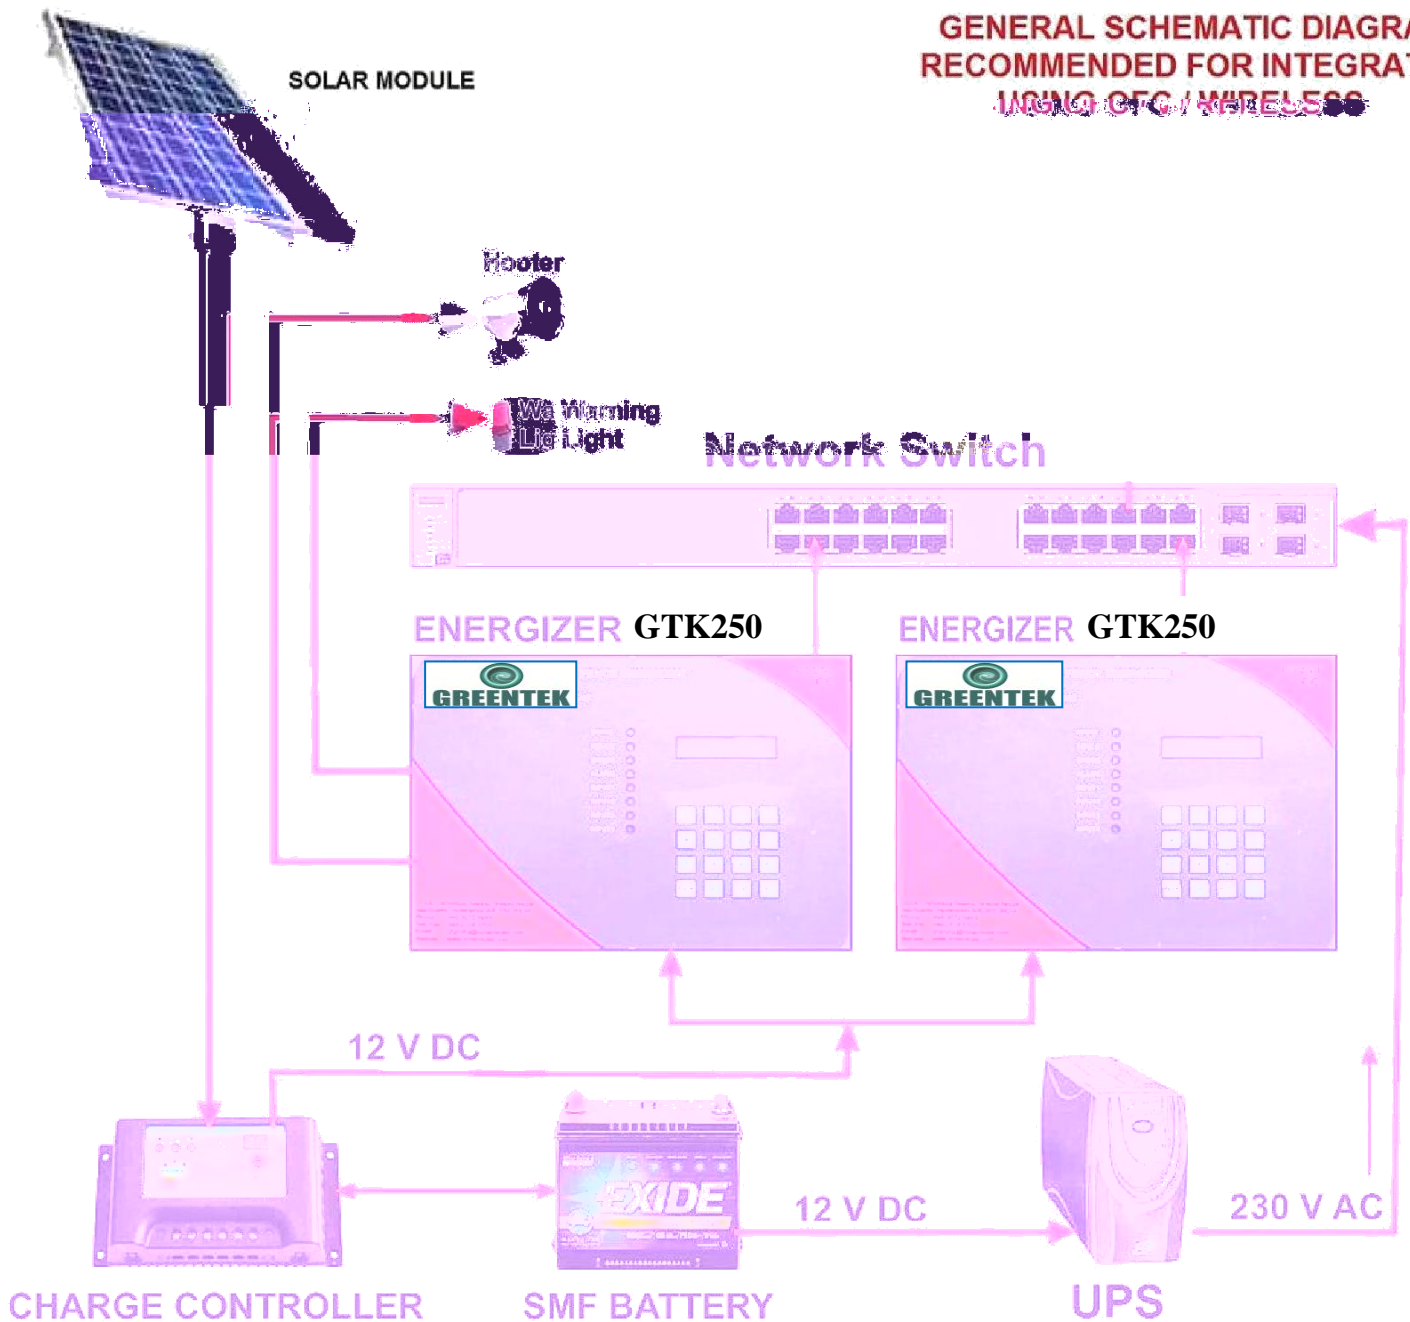 GENERAL SCHEMATIC DIAGRA
RECOMMENDED FOR INTEGRAT
SOLAR MODULE
Hooter
Warning
Light
Network Switch
ENERGIZER GTK250
ENERGIZER GTK250
GREENTEK
GREENTEK
12 V DC
EXIDE
12 V DC
230 V AC
CHARGE CONTROLLER
SMF BATTERY
UPS